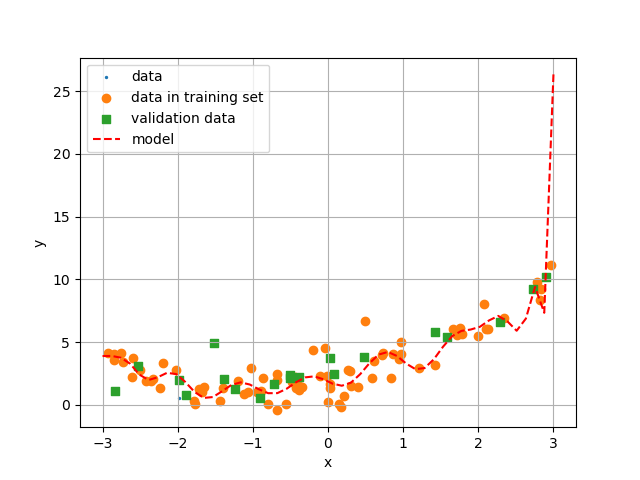 data
data in training set
validation data
model
25
20
15
10
5
0
y
−3 −2 −1 0 1 2 3
x